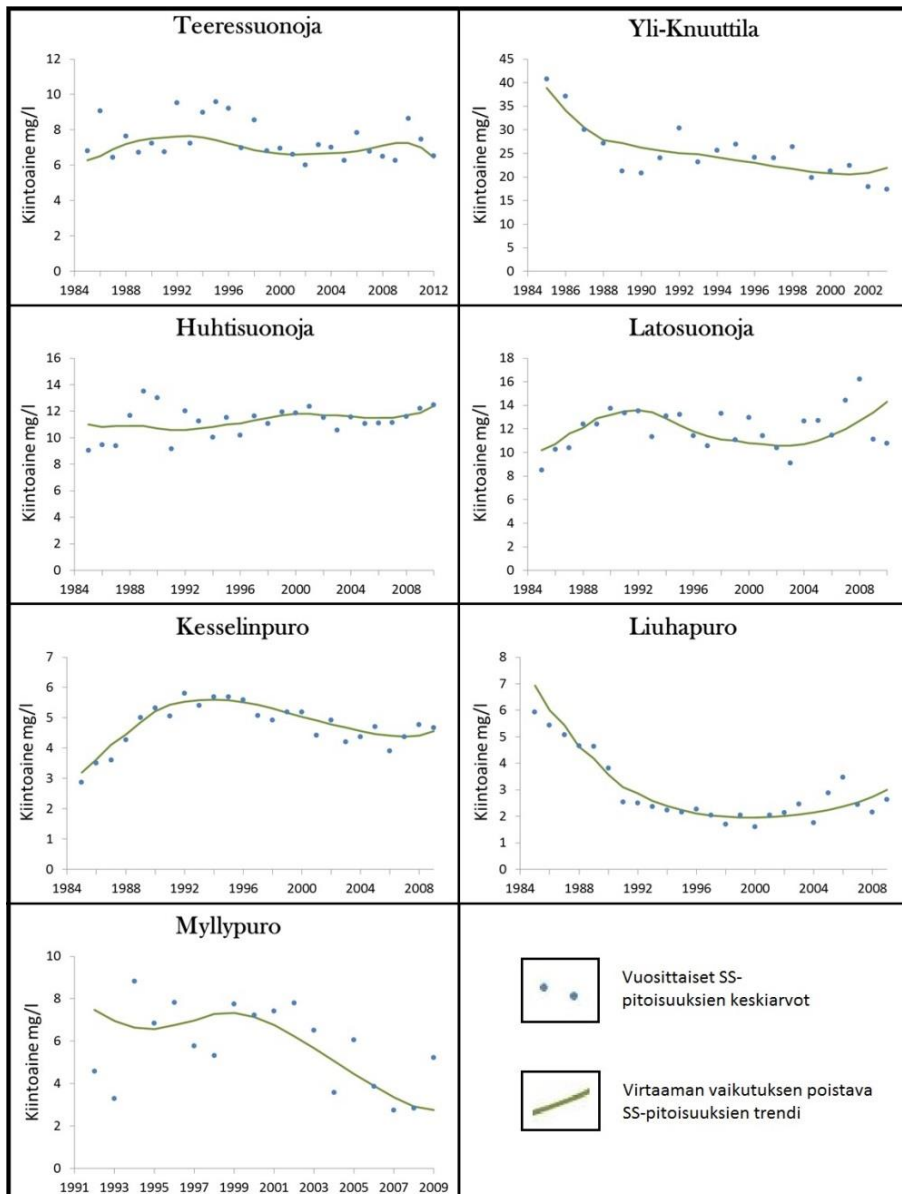 Teeressuonoja
Kiintoaine mg/l
12
10
8
6
4
2
0
1984 1988 1992 1996 2000 2004 2008 2012
Yli-Knuuttila
Kiintoaine mg/l
45
40
35
30
25
20
15
10
5
0
1984 1986 1988 1990 1992 1994 1996 1998 2000 2002
Huhtisuonoja
Kiintoaine mg/l
16
14
12
10
8
6
4
2
0
1984 1988 1992 1996 2000 2004 2008
Latosuonoja
Kiintoaine mg/l
18
16
14
12
10
8
6
4
2
0
1984 1988 1992 1996 2000 2004 2008
Kesselinpuro
Kiintoaine mg/l
7
6
5
4
3
2
1
0
1984 1988 1992 1996 2000 2004 2008
Liuhapuro
Kiintoaine mg/l
8
7
6
5
4
3
2
1
0
1984 1988 1992 1996 2000 2004 2008
Myllypuro
Kiintoaine mg/l
10
8
6
4
2
0
1991 1993 1995 1997 1999 2001 2003 2005 2007 2009
Vuosittaiset SS-
pitoisuuksien keskiarvot
Virtaaman vaikutuksen poistava
SS-pitoisuuksien trendi